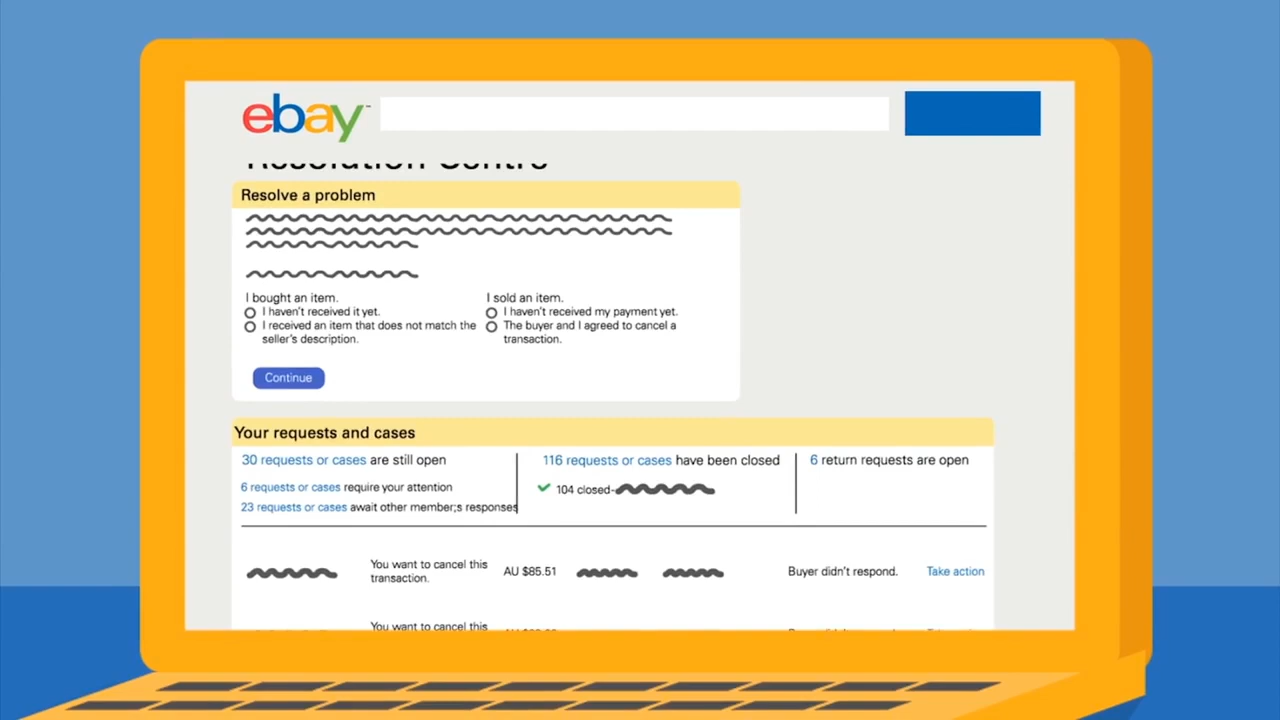 ebay™
Resolution Centre
Resolve a problem
I bought an item.
I haven't received it yet.
I received an item that does not match the
seller's description.
I sold an item.
I haven't received my payment yet.
The buyer and I agreed to cancel a
transaction.
Continue
Your requests and cases
30 requests or cases are still open
6 requests or cases require your attention
23 requests or cases await other member;s responses
116 requests or cases have been closed
104 closed-
6 return requests are open
You want to cancel this
transaction.
AU $85.51
Buyer didn't respond.
Take action
You want to cancel this